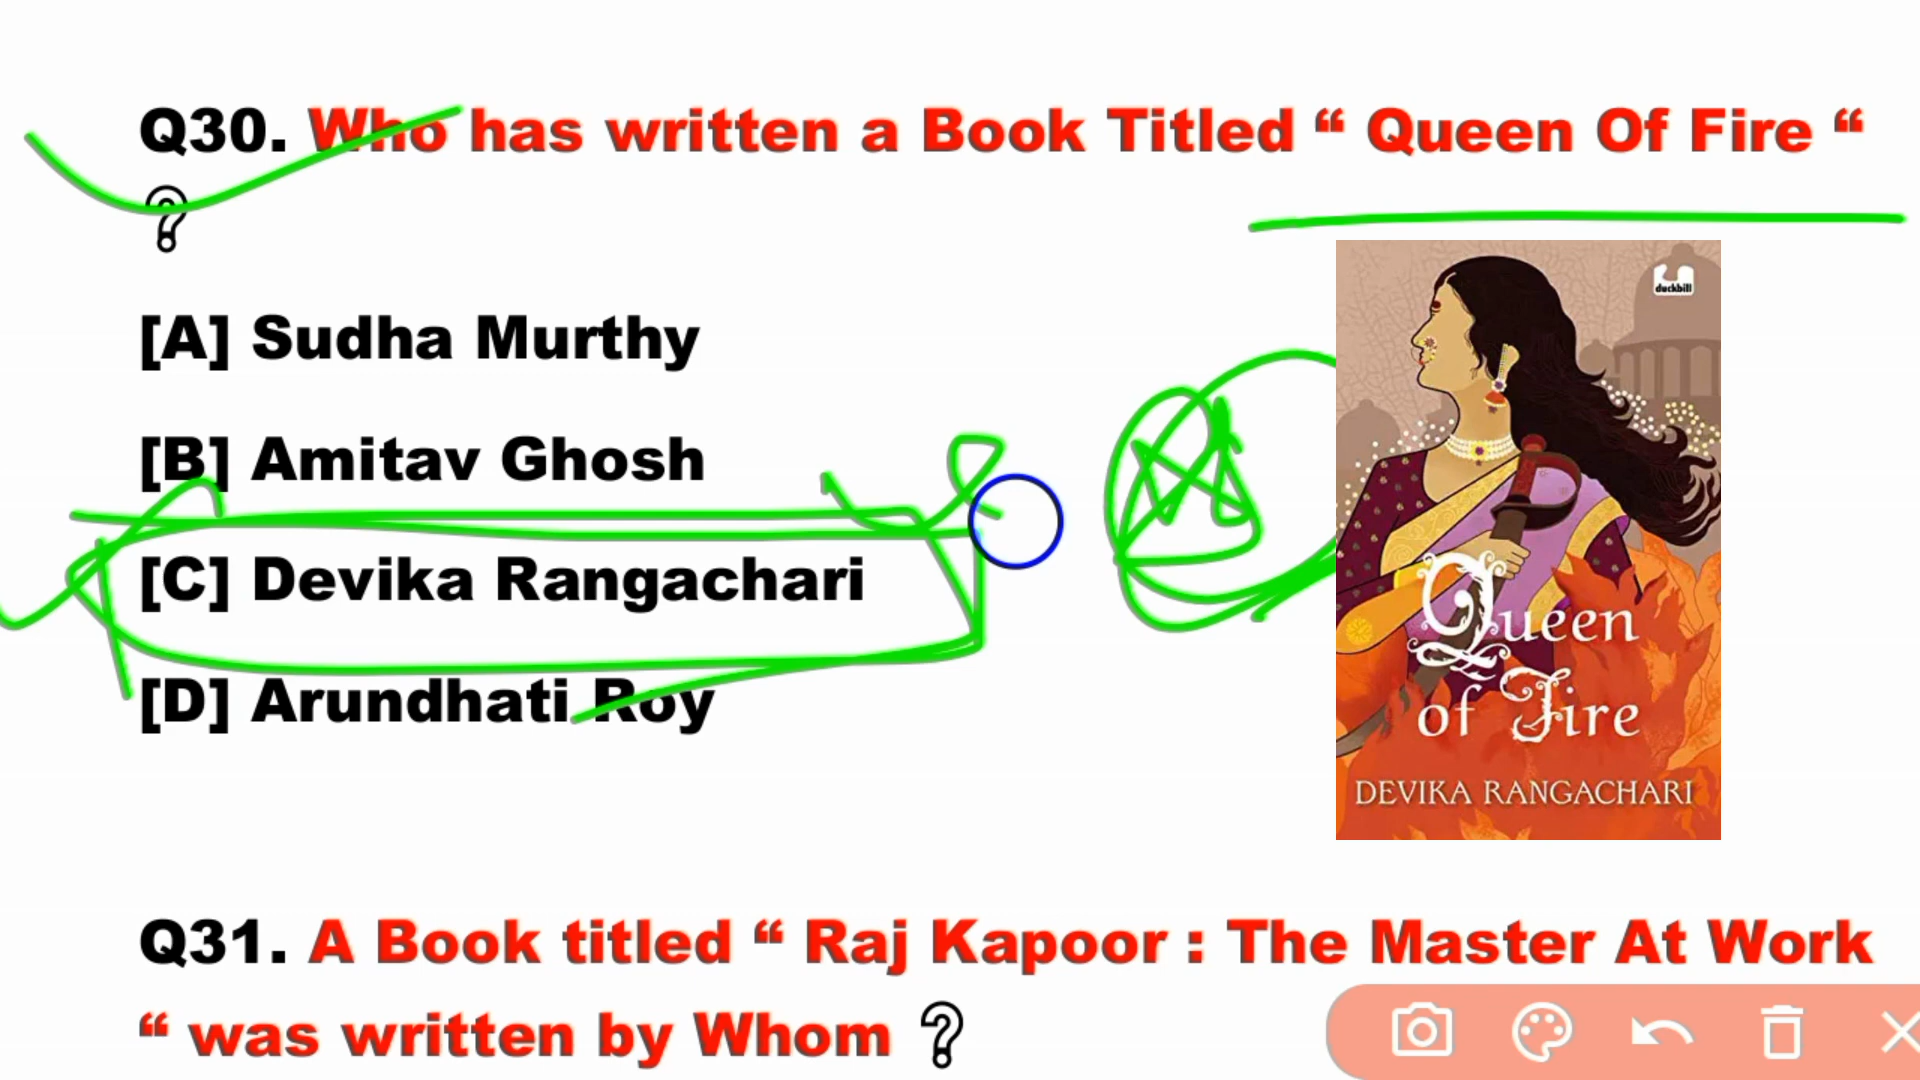 Q30. Who has written a Book Titled “ Queen Of Fire “
?
[A] Sudha Murthy
[B] Amitav Ghosh
[C] Devika Rangachari
[D] Arundhati Roy
duckbill
Queen
of Fire
DEVIKA RANGACHARI
Q31. A Book titled “ Raj Kapoor : The Master At Work
“ was written by Whom ?